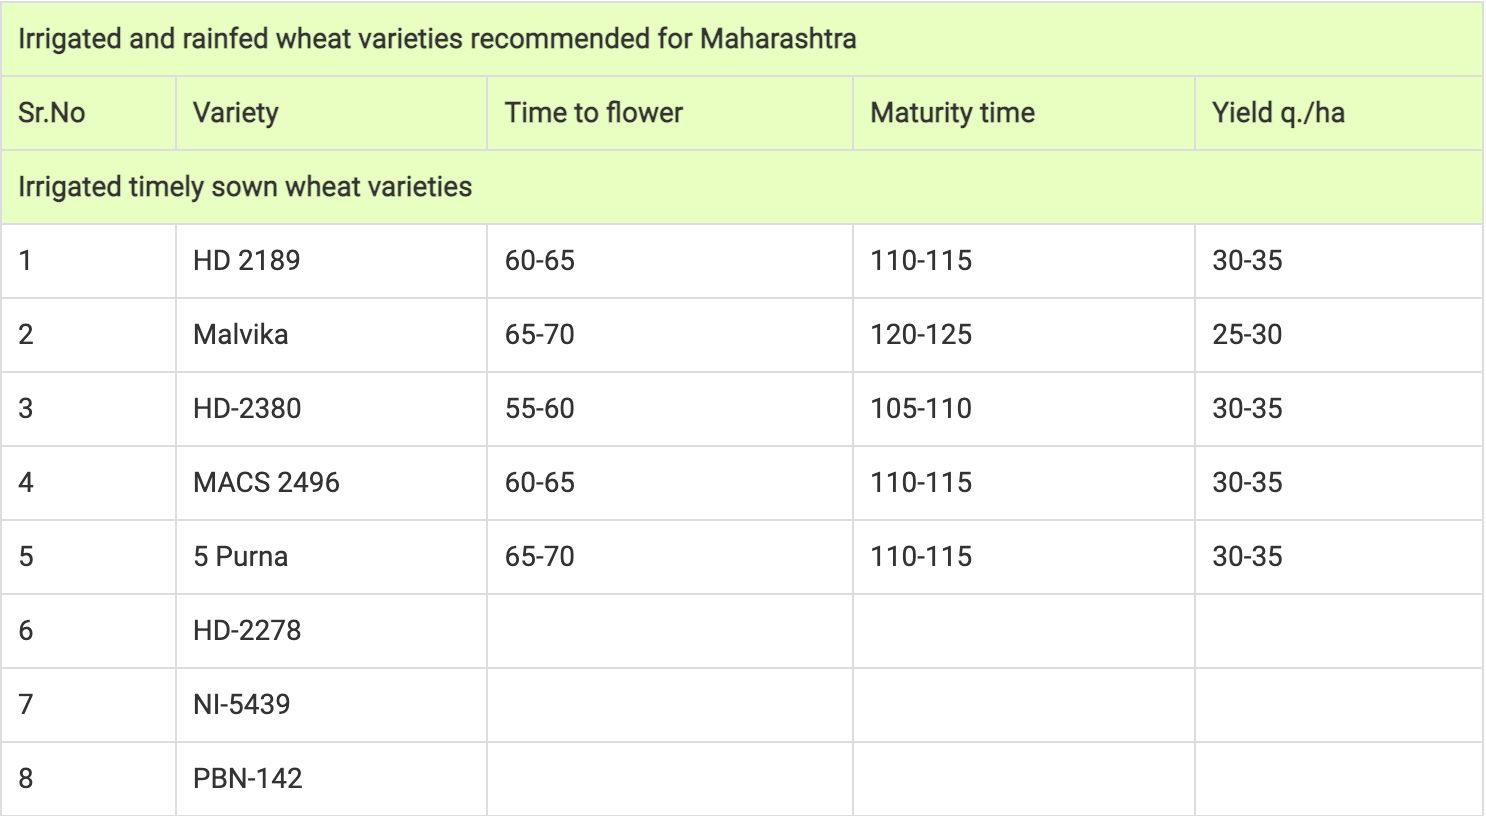 Irrigated and rainfed wheat varieties recommended for Maharashtra
Sr.No Variety Time to flower Maturity time Yield q./ha
Irrigated timely sown wheat varieties
1 HD 2189 60-65 110-115 30-35
2 Malvika 65-70 120-125 25-30
3 HD-2380 55-60 105-110 30-35
4 MACS 2496 60-65 110-115 30-35
5 5 Purna 65-70 110-115 30-35
6 HD-2278
7 NI-5439
8 PBN-142